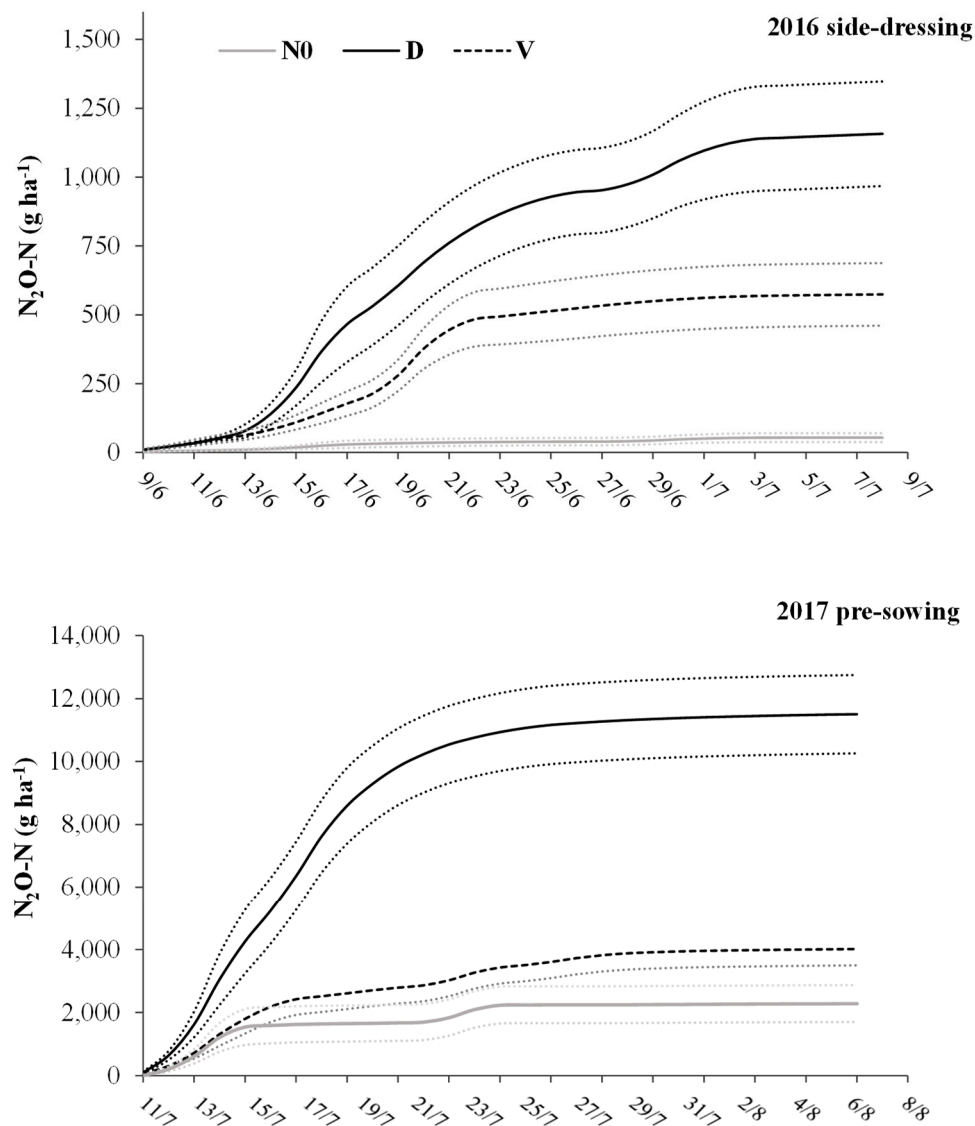 2016 side-dressing
N0 D V
N₂O-N (g ha⁻¹)
1,500
1,250
1,000
750
500
250
0
9/6 11/6 13/6 15/6 17/6 19/6 21/6 23/6 25/6 27/6 29/6 1/7 3/7 5/7 7/7 9/7
2017 pre-sowing
N₂O-N (g ha⁻¹)
14,000
12,000
10,000
8,000
6,000
4,000
2,000
0
11/7 13/7 15/7 17/7 19/7 21/7 23/7 25/7 27/7 29/7 31/7 2/8 4/8 6/8 8/8